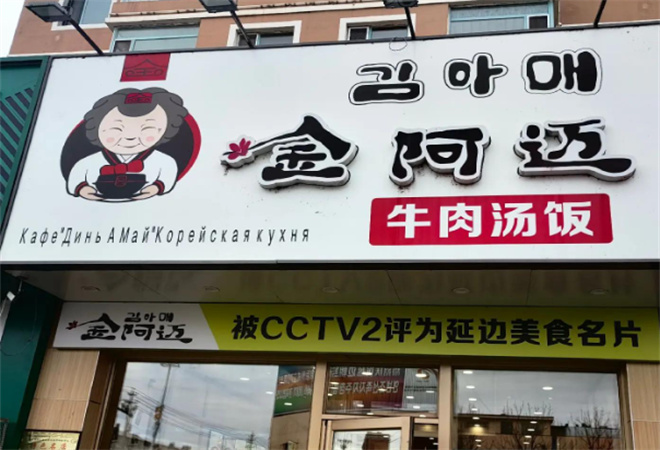 김아매
金阿迈
牛肉汤饭
Кафе"Динь А Май"Корейская кухня
김아매
金阿迈
被CCTV2评为延边美食名片